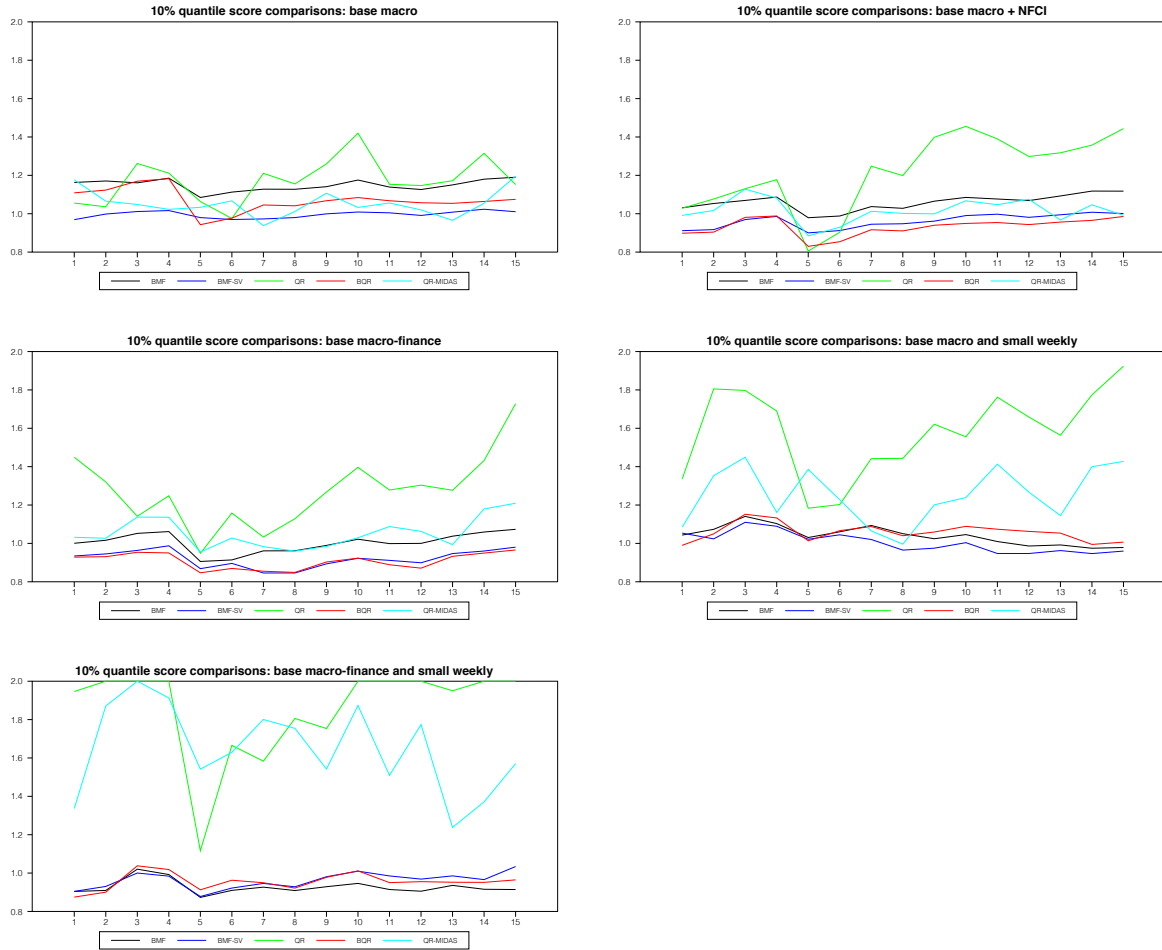 10% quantile score comparisons: base macro
2.0
1.8
1.6
1.4
1.2
1.0
0.8
1 2 3 4 5 6 7 8 9 10 11 12 13 14 15
BMF BMF-SV QR BQR QR-MIDAS
10% quantile score comparisons: base macro + NFCI
2.0
1.8
1.6
1.4
1.2
1.0
0.8
1 2 3 4 5 6 7 8 9 10 11 12 13 14 15
BMF BMF-SV QR BQR QR-MIDAS
10% quantile score comparisons: base macro-finance
2.0
1.8
1.6
1.4
1.2
1.0
0.8
1 2 3 4 5 6 7 8 9 10 11 12 13 14 15
BMF BMF-SV QR BQR QR-MIDAS
10% quantile score comparisons: base macro and small weekly
2.0
1.8
1.6
1.4
1.2
1.0
0.8
1 2 3 4 5 6 7 8 9 10 11 12 13 14 15
BMF BMF-SV QR BQR QR-MIDAS
10% quantile score comparisons: base macro-finance and small weekly
2.0
1.8
1.6
1.4
1.2
1.0
0.8
1 2 3 4 5 6 7 8 9 10 11 12 13 14 15
BMF BMF-SV QR BQR QR-MIDAS